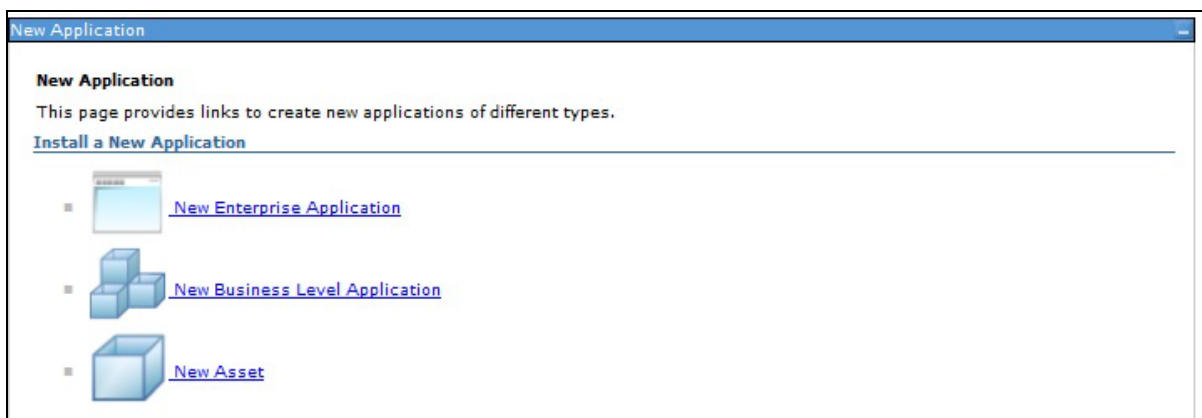 New Application
New Application
This page provides links to create new applications of different types.
Install a New Application
New Enterprise Application
New Business Level Application
New Asset